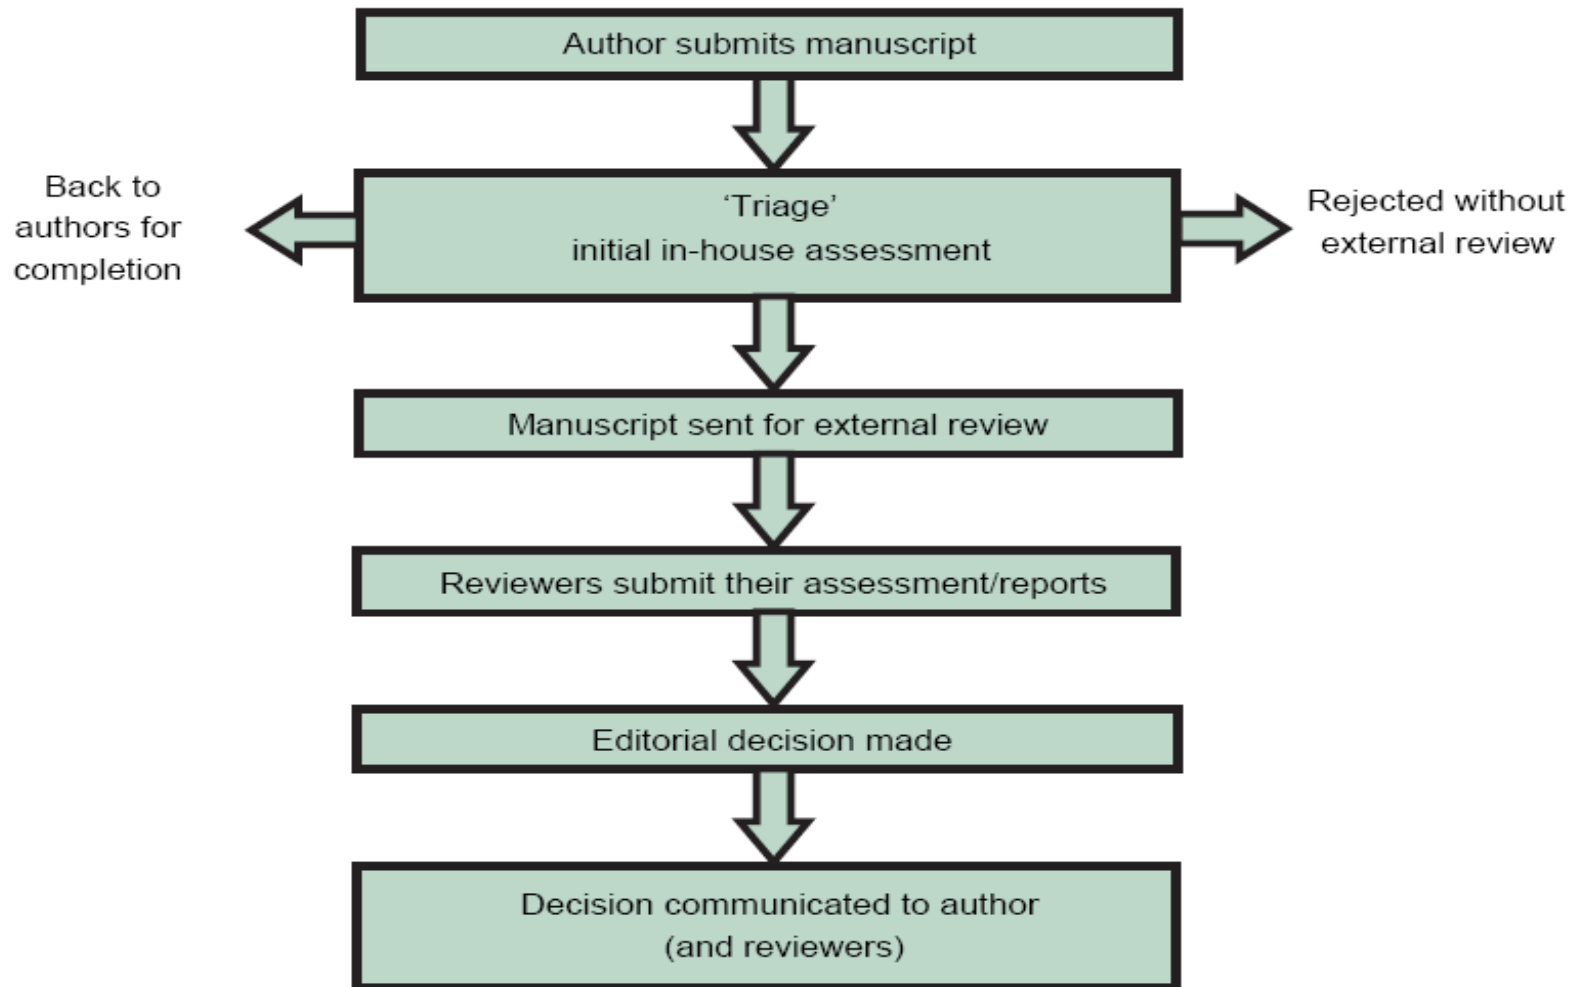 Author submits manuscript
Back to
authors for
completion
‘Triage’
initial in-house assessment
Rejected without
external review
Manuscript sent for external review
Reviewers submit their assessment/reports
Editorial decision made
Decision communicated to author
(and reviewers)